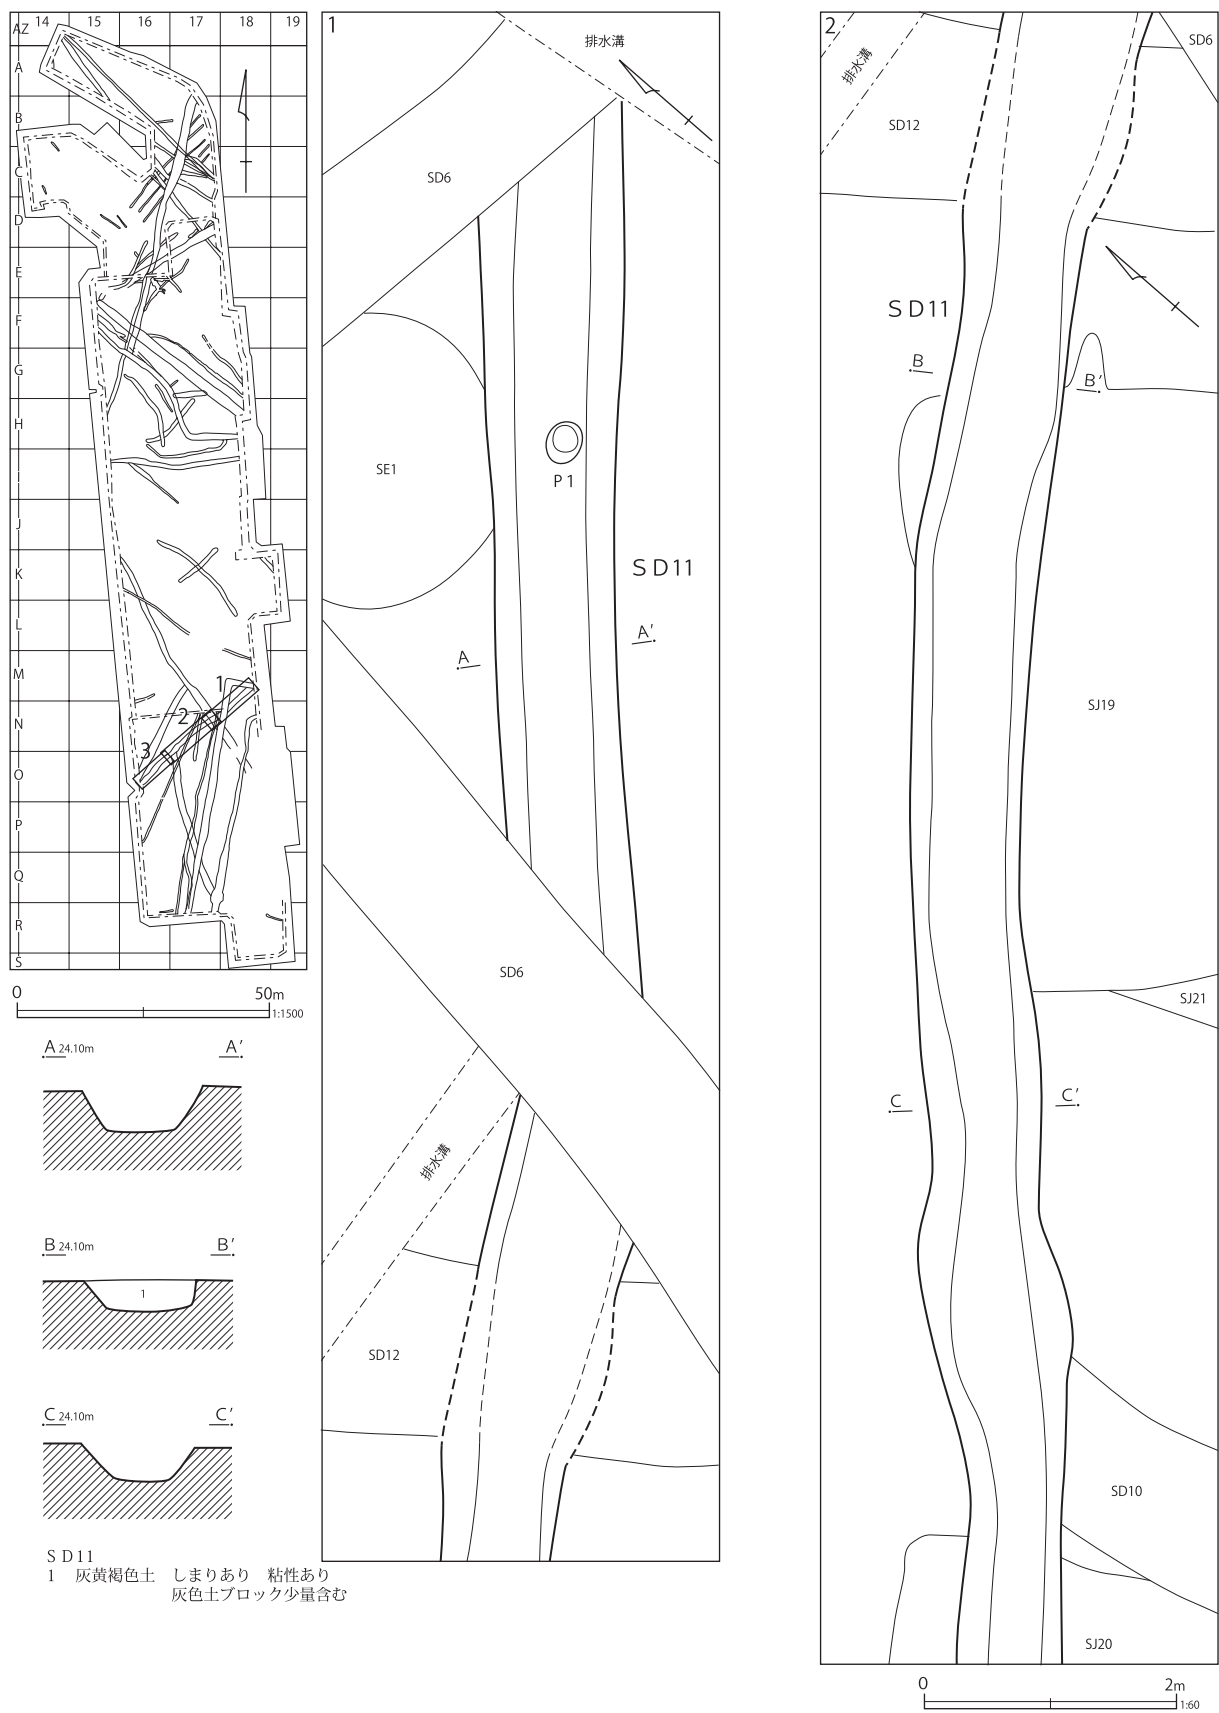 14 15 16 17 18 19
AZ
A
B
C
D
E
F
G
H
I
J
K
L
M
N
O
P
Q
R
S
1
2
3
0 50m
1:1500
A 24.10m A′
B 24.10m B′
1
C 24.10m C′
SD11
1 灰黄褐色土 しまりあり 粘性あり
灰色土ブロック少量含む
1
排水溝
SD6
SE1
P1
SD11
A A′
SD6
排水溝
SD12
2
排水溝
SD6
SD12
SD11
B B′
SJ19
SJ21
C C′
SD10
SJ20
0 2m
1:60